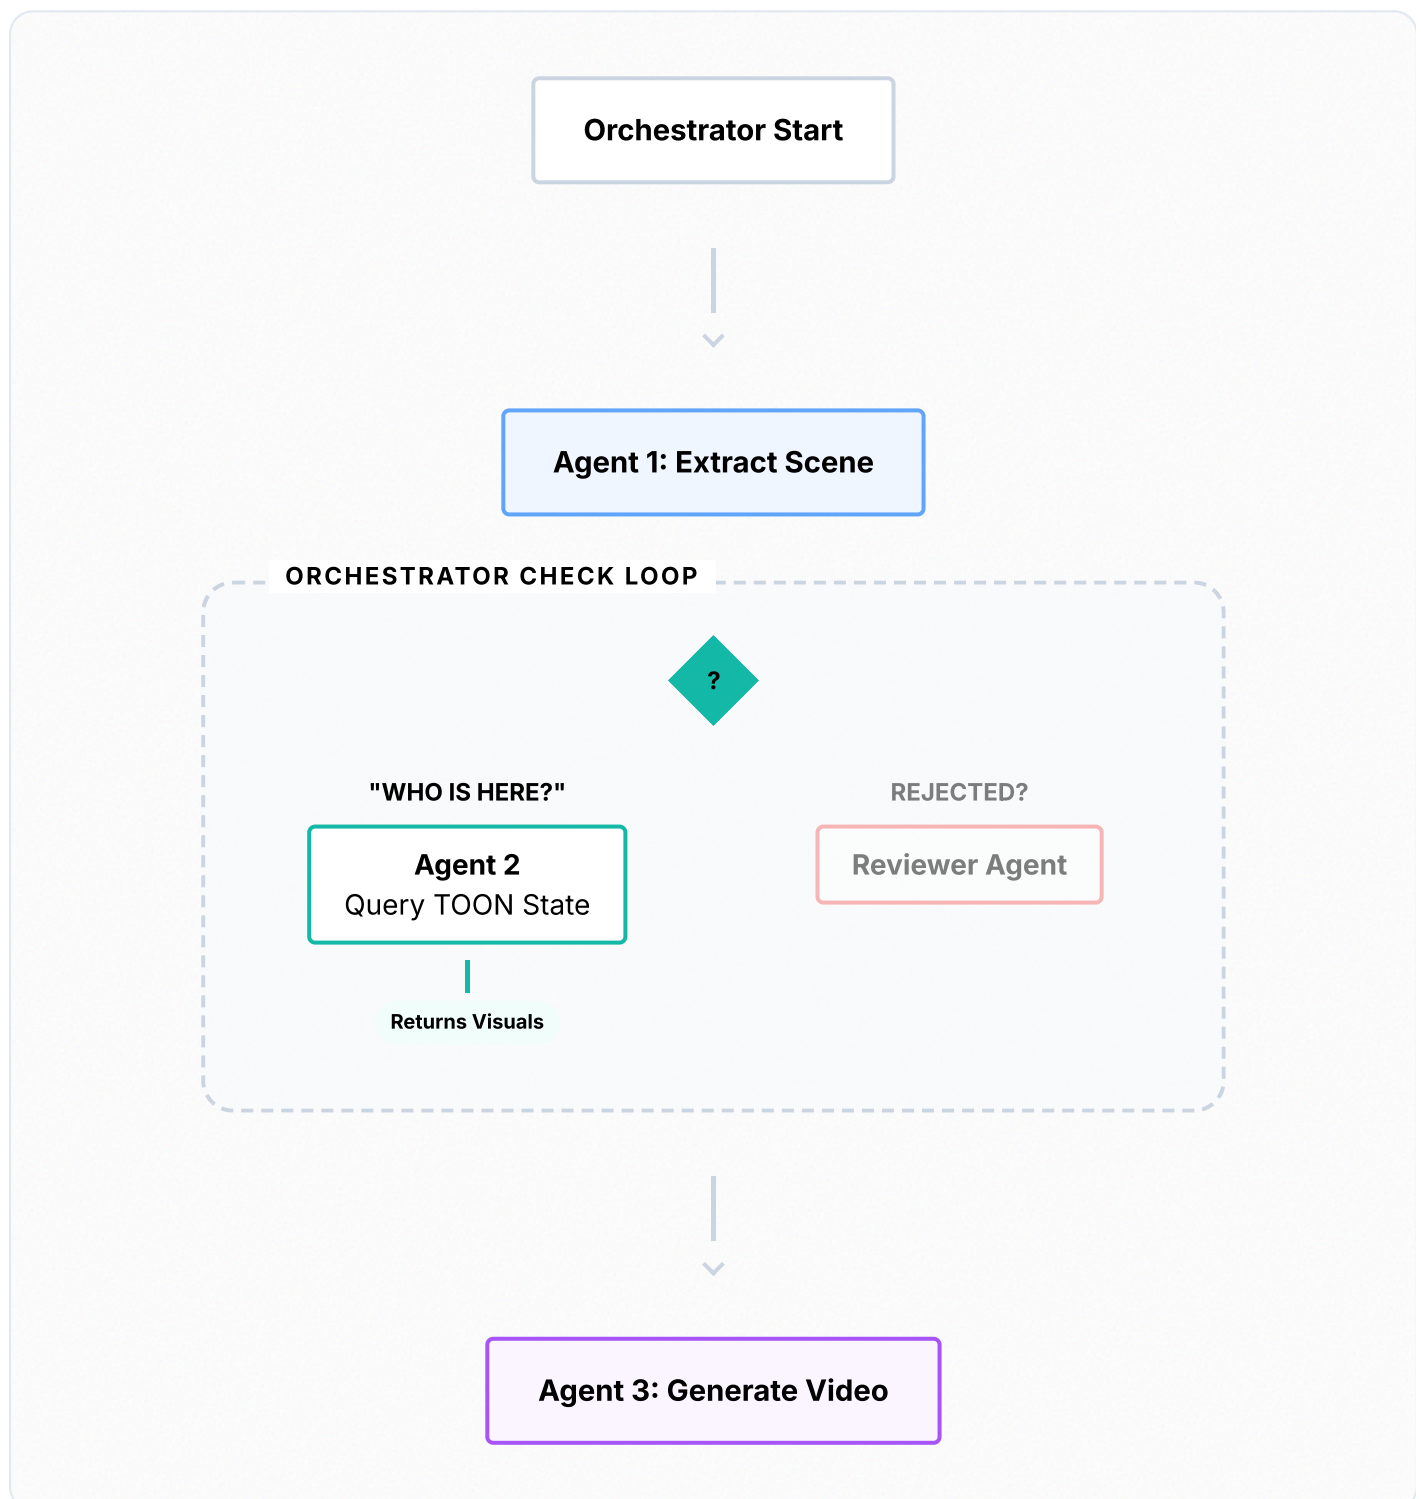 Orchestrator Start
Agent 1: Extract Scene
ORCHESTRATOR CHECK LOOP
?
"WHO IS HERE?"
Agent 2
Query TOON State
Returns Visuals
REJECTED?
Reviewer Agent
Agent 3: Generate Video